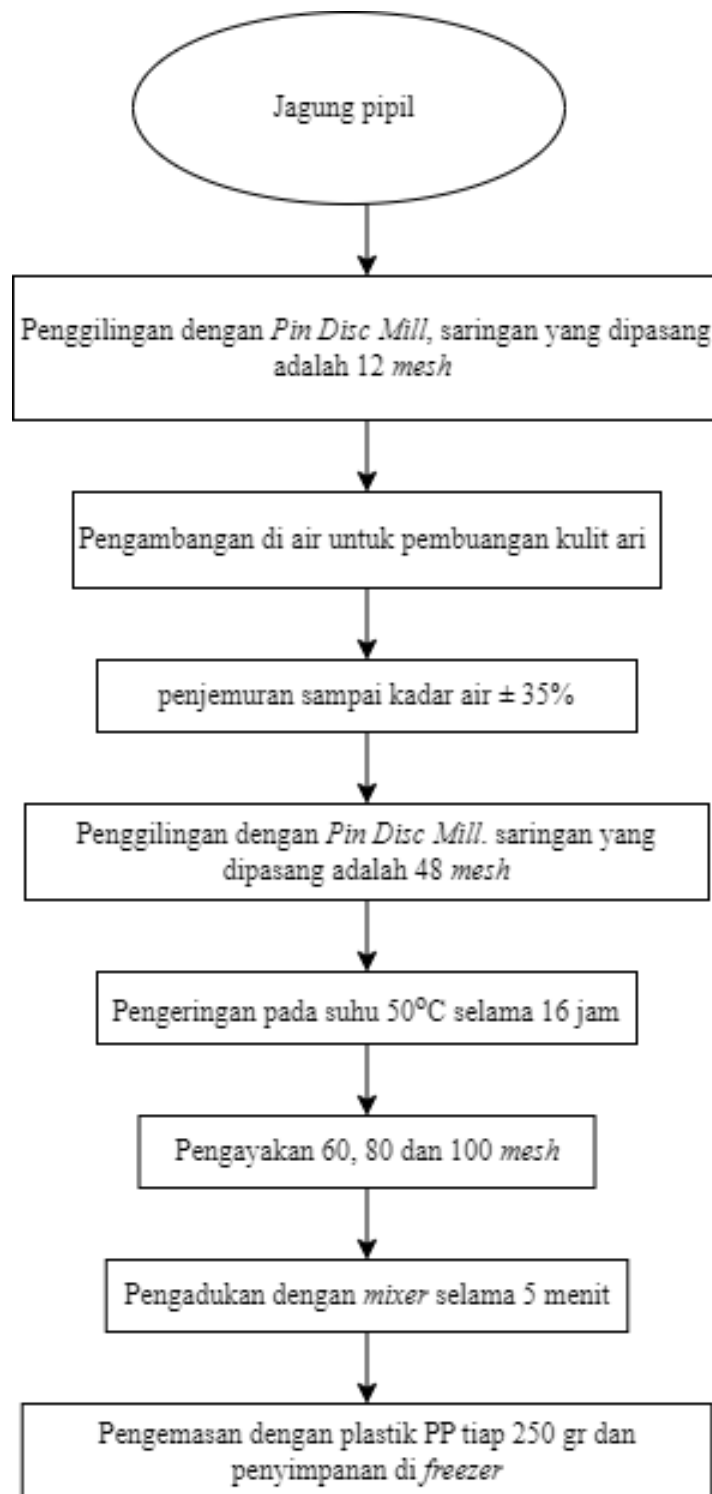 Jagung pipil
Penggilingan dengan Pin Disc Mill, saringan yang dipasang
adalah 12 mesh
Pengambangan di air untuk pembuangan kulit ari
penjemuran sampai kadar air ± 35%
Penggilingan dengan Pin Disc Mill. saringan yang
dipasang adalah 48 mesh
Pengeringan pada suhu 50°C selama 16 jam
Pengayakan 60, 80 dan 100 mesh
Pengadukan dengan mixer selama 5 menit
Pengemasan dengan plastik PP tiap 250 gr dan
penyimpanan di freezer